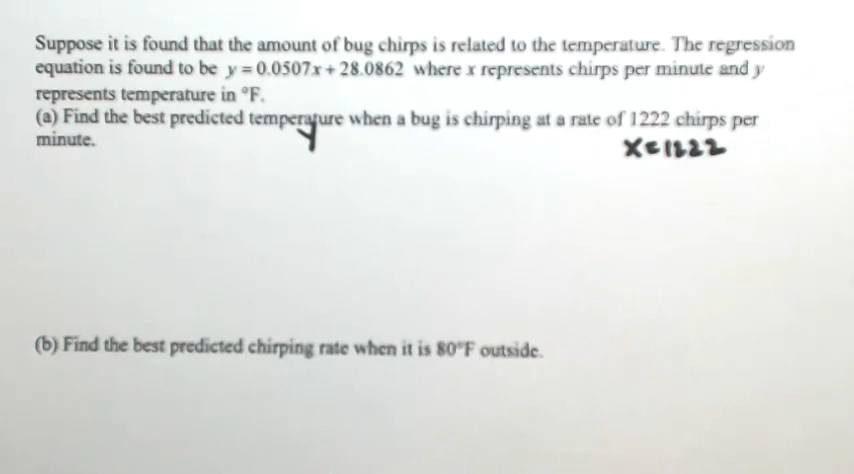 Suppose it is found that the amount of bug chirps is related to the temperature. The regression
equation is found to be y = 0.0507x + 28.0862 where x represents chirps per minute and y
represents temperature in °F.
(a) Find the best predicted temperature when a bug is chirping at a rate of 1222 chirps per
minute.
y
x = 1222
(b) Find the best predicted chirping rate when it is 80°F outside.